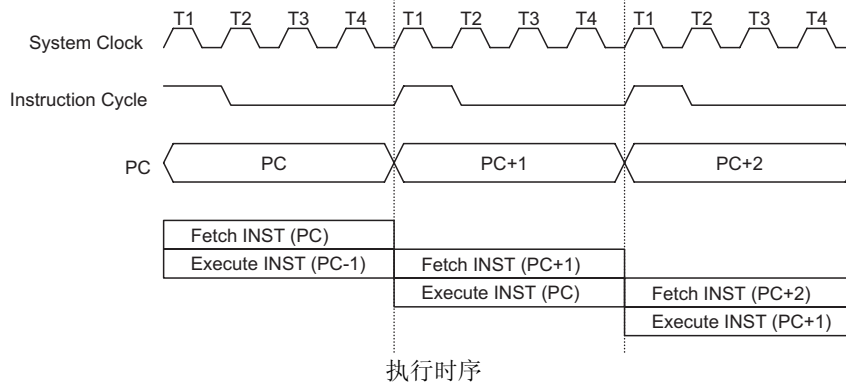 T1 T2 T3 T4 T1 T2 T3 T4 T1 T2 T3 T4
System Clock
Instruction Cycle
PC PC PC+1 PC+2
Fetch INST (PC)
Execute INST (PC-1) Fetch INST (PC+1)
Execute INST (PC) Fetch INST (PC+2)
Execute INST (PC+1)
执行时序